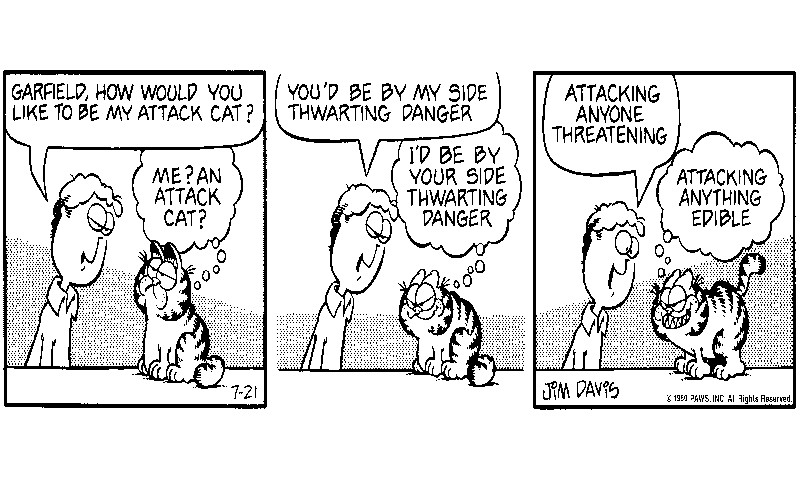 GARFIELD, HOW WOULD YOU
LIKE TO BE MY ATTACK CAT?
ME? AN
ATTACK
CAT?
7-21
YOU'D BE BY MY SIDE
THWARTING DANGER
I'D BE BY
YOUR SIDE
THWARTING
DANGER
ATTACKING
ANYONE
THREATENING
ATTACKING
ANYTHING
EDIBLE
JIM DAVIS
© 1980 PAWS, INC. All Rights Reserved.